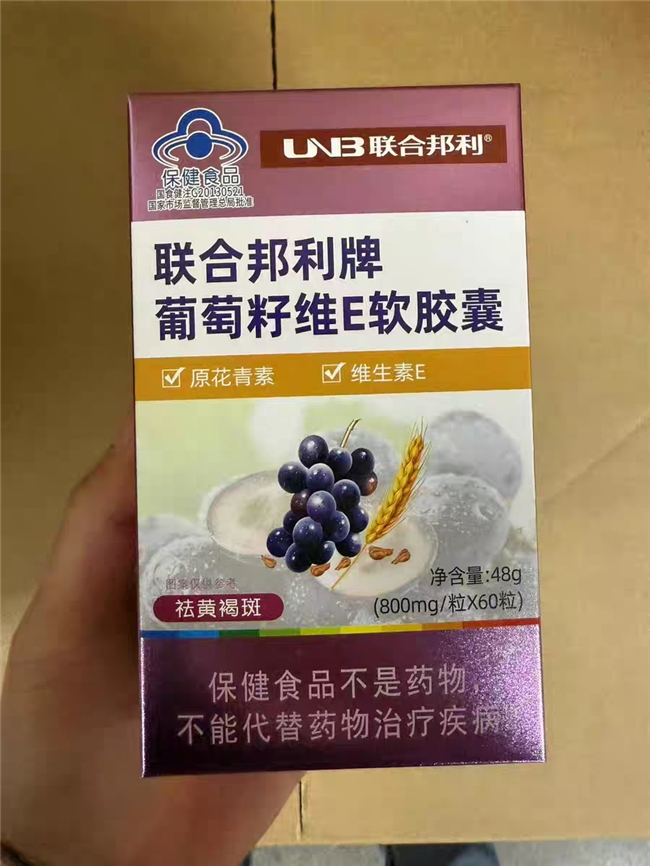 保健食品
国食健注G20130521
国家市场监督管理总局批准
UNB 联合邦利®
联合邦利牌
葡萄籽维E软胶囊
原花青素 维生素E
图案仅供参考
净含量:48g
(800mg/粒X60粒)
祛黄褐斑
保健食品不是药物,
不能代替药物治疗疾病